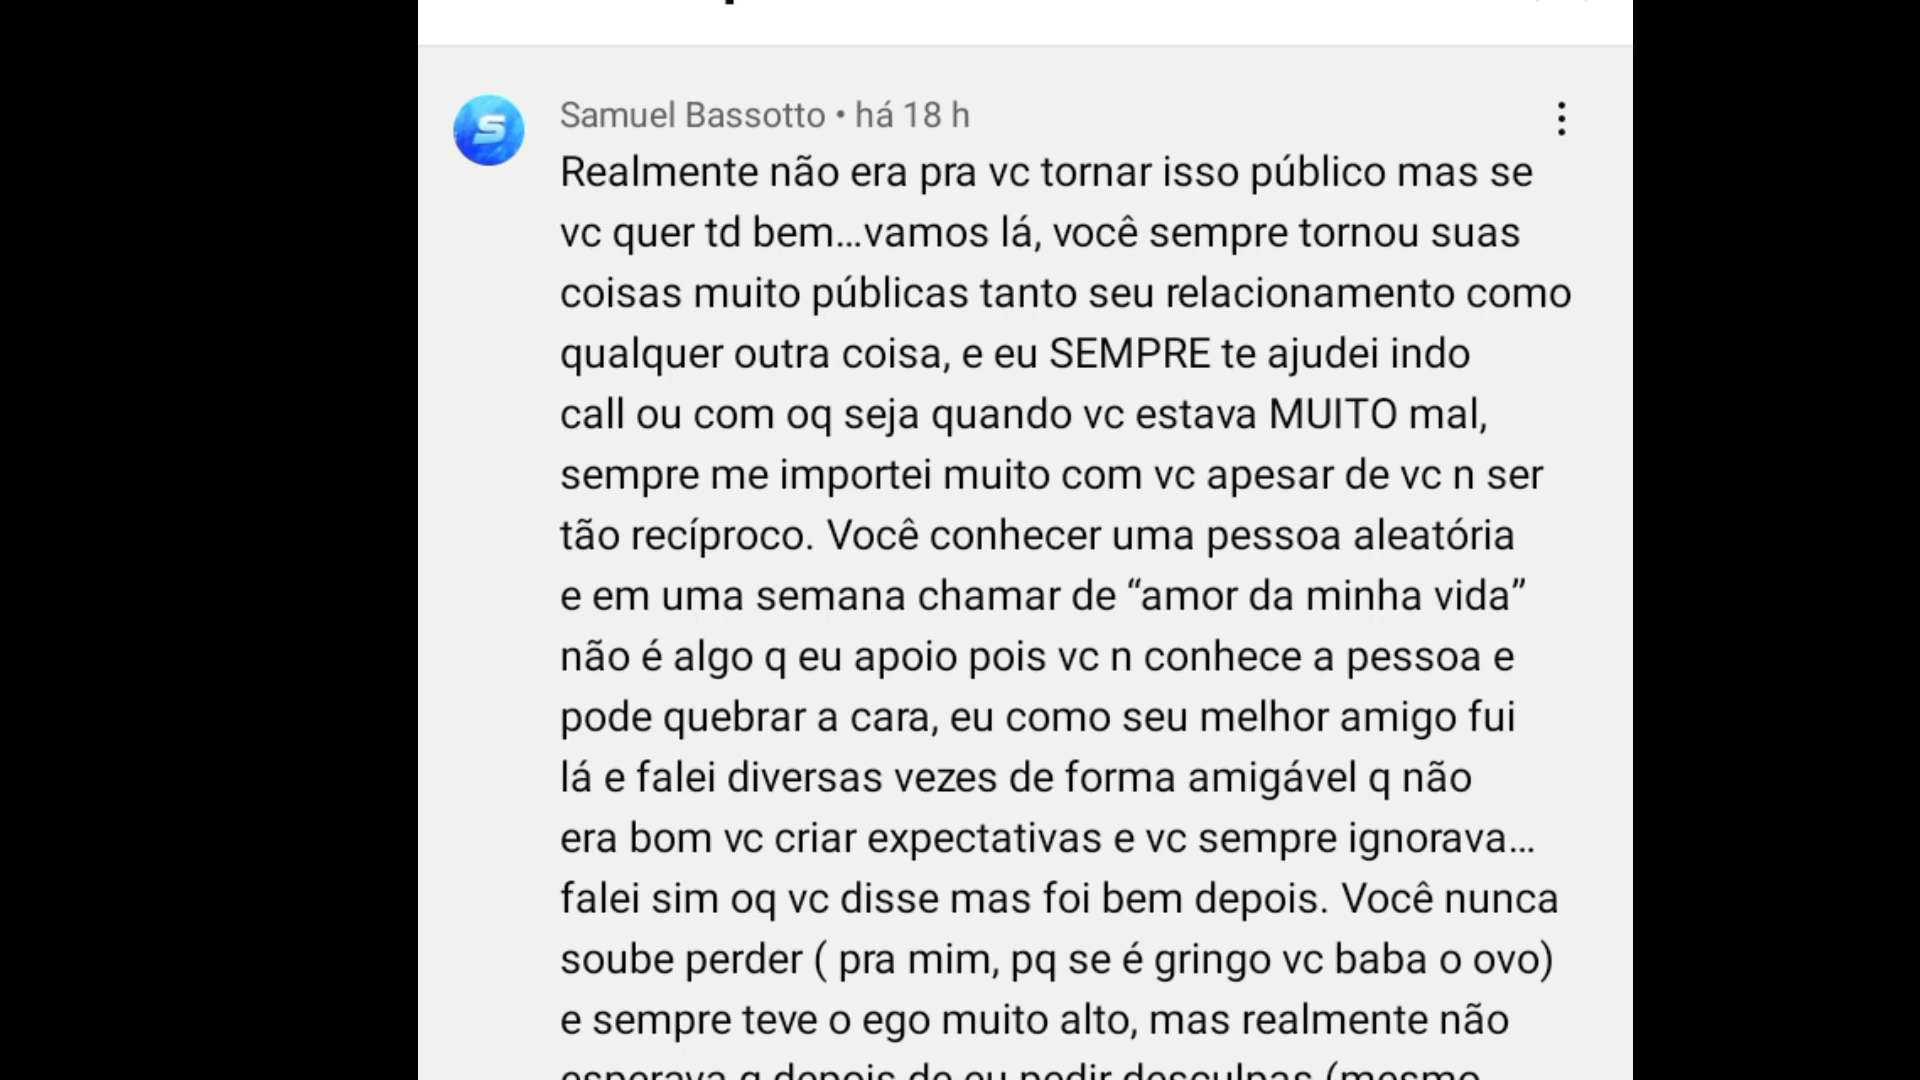 Samuel Bassotto • há 18 h
Realmente não era pra vc tornar isso público mas se
vc quer td bem...vamos lá, você sempre tornou suas
coisas muito públicas tanto seu relacionamento como
qualquer outra coisa, e eu SEMPRE te ajudei indo
call ou com oq seja quando vc estava MUITO mal,
sempre me importei muito com vc apesar de vc n ser
tão recíproco. Você conhecer uma pessoa aleatória
e em uma semana chamar de “amor da minha vida”
não é algo q eu apoio pois vc n conhece a pessoa e
pode quebrar a cara, eu como seu melhor amigo fui
lá e falei diversas vezes de forma amigável q não
era bom vc criar expectativas e vc sempre ignorava...
falei sim oq vc disse mas foi bem depois. Você nunca
soube perder ( pra mim, pq se é gringo vc baba o ovo)
e sempre teve o ego muito alto, mas realmente não
esperava q depois de eu pedir desculpas (mesmo